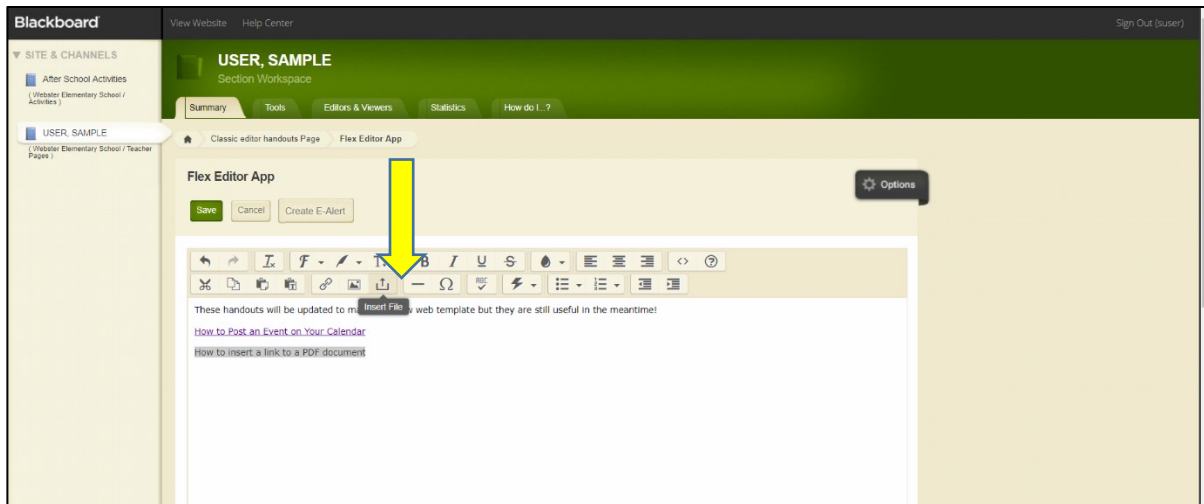 Blackboard
View Website Help Center Sign Out (suser)
SITE & CHANNELS
After School Activities
( Webster Elementary School /
Activities )
USER, SAMPLE
( Webster Elementary School / Teacher
Pages )
USER, SAMPLE
Section Workspace
Summary Tools Editors & Viewers Statistics How do I...?
Classic editor handouts Page Flex Editor App
Flex Editor App
Options
Save Cancel Create E-Alert
Insert File
These handouts will be updated to web template but they are still useful in the meantime!
How to Post an Event on Your Calendar
How to insert a link to a PDF document